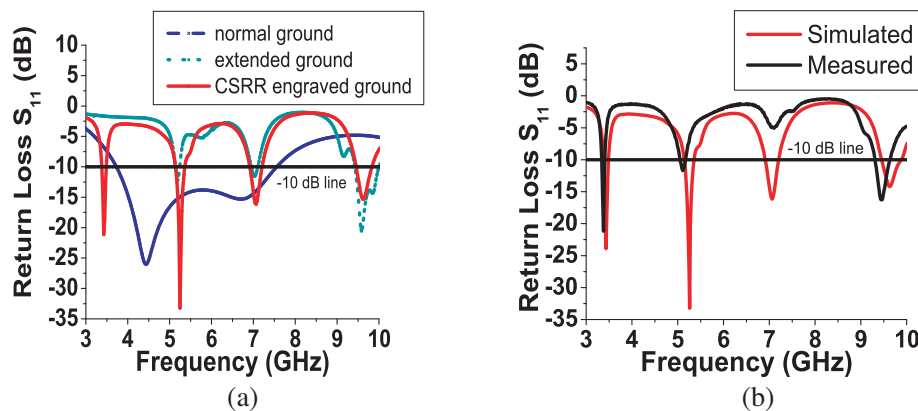 normal ground
extended ground
CSRR engraved ground
Return Loss S11 (dB)
10
5
0
-5
-10
-15
-20
-25
-30
-35
-10 dB line
3 4 5 6 7 8 9 10
Frequency (GHz)
(a)
Simulated
Measured
Return Loss S11 (dB)
15
10
5
0
-5
-10
-15
-20
-25
-30
-35
-10 dB line
3 4 5 6 7 8 9 10
Frequency (GHz)
(b)